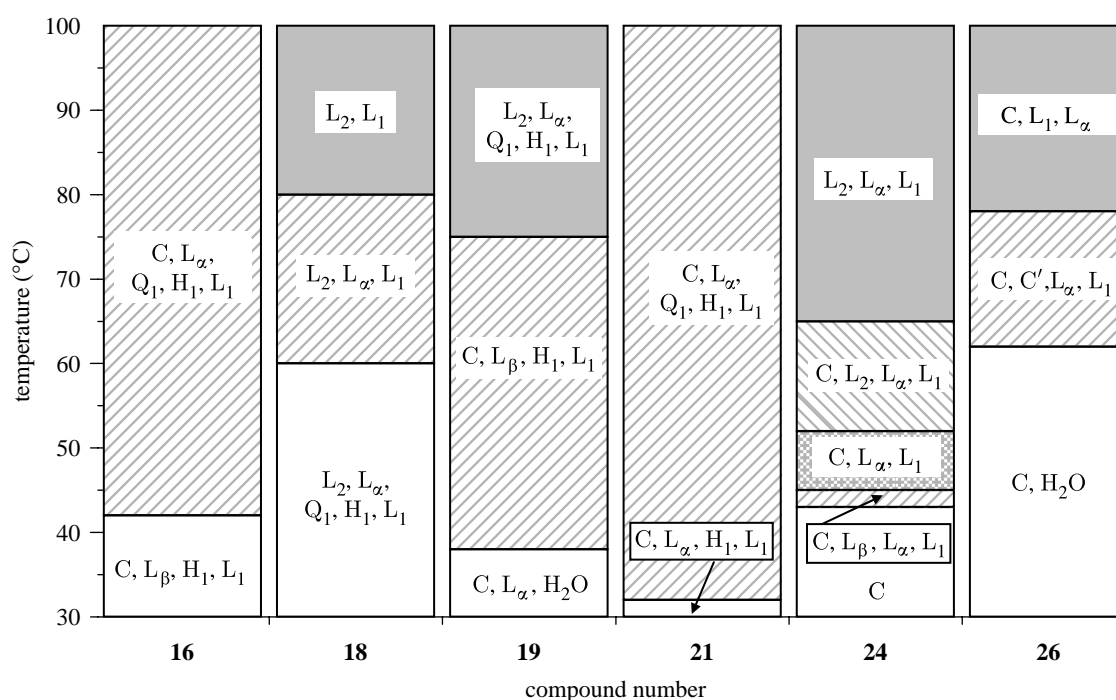 100
90
80
70
60
50
40
30
temperature (°C)
C, Lα,
Q1, H1, L1
C, Lβ, H1, L1
L2, L1
L2, Lα, L1
L2, Lα,
Q1, H1, L1
L2, Lα,
Q1, H1, L1
C, Lβ, H1, L1
C, Lα, H2O
C, Lα,
Q1, H1, L1
C, Lα, H1, L1
L2, Lα, L1
C, L2, Lα, L1
C, Lα, L1
C, Lβ, Lα, L1
C
C, L1, Lα
C, C′,Lα, L1
C, H2O
16 18 19 21 24 26
compound number